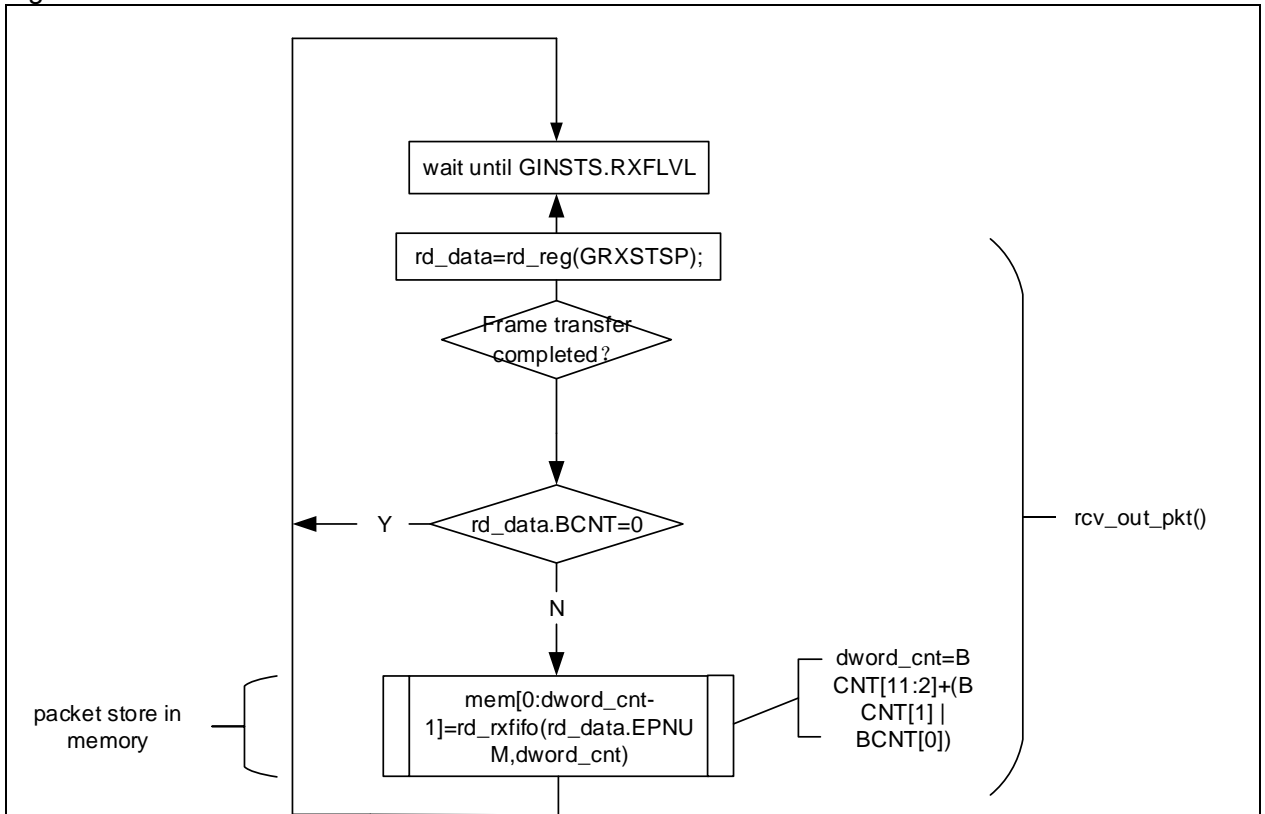 wait until GINSTS.RXFLVL
rd_data=rd_reg(GRXSTSP);
Frame transfer
completed？
rd_data.BCNT=0
Y
N
rcv_out_pkt()
mem[0:dword_cnt-
1]=rd_rxfifo(rd_data.EPNU
M,dword_cnt)
dword_cnt=B
CNT[11:2]+(B
CNT[1] |
BCNT[0])
packet store in
memory